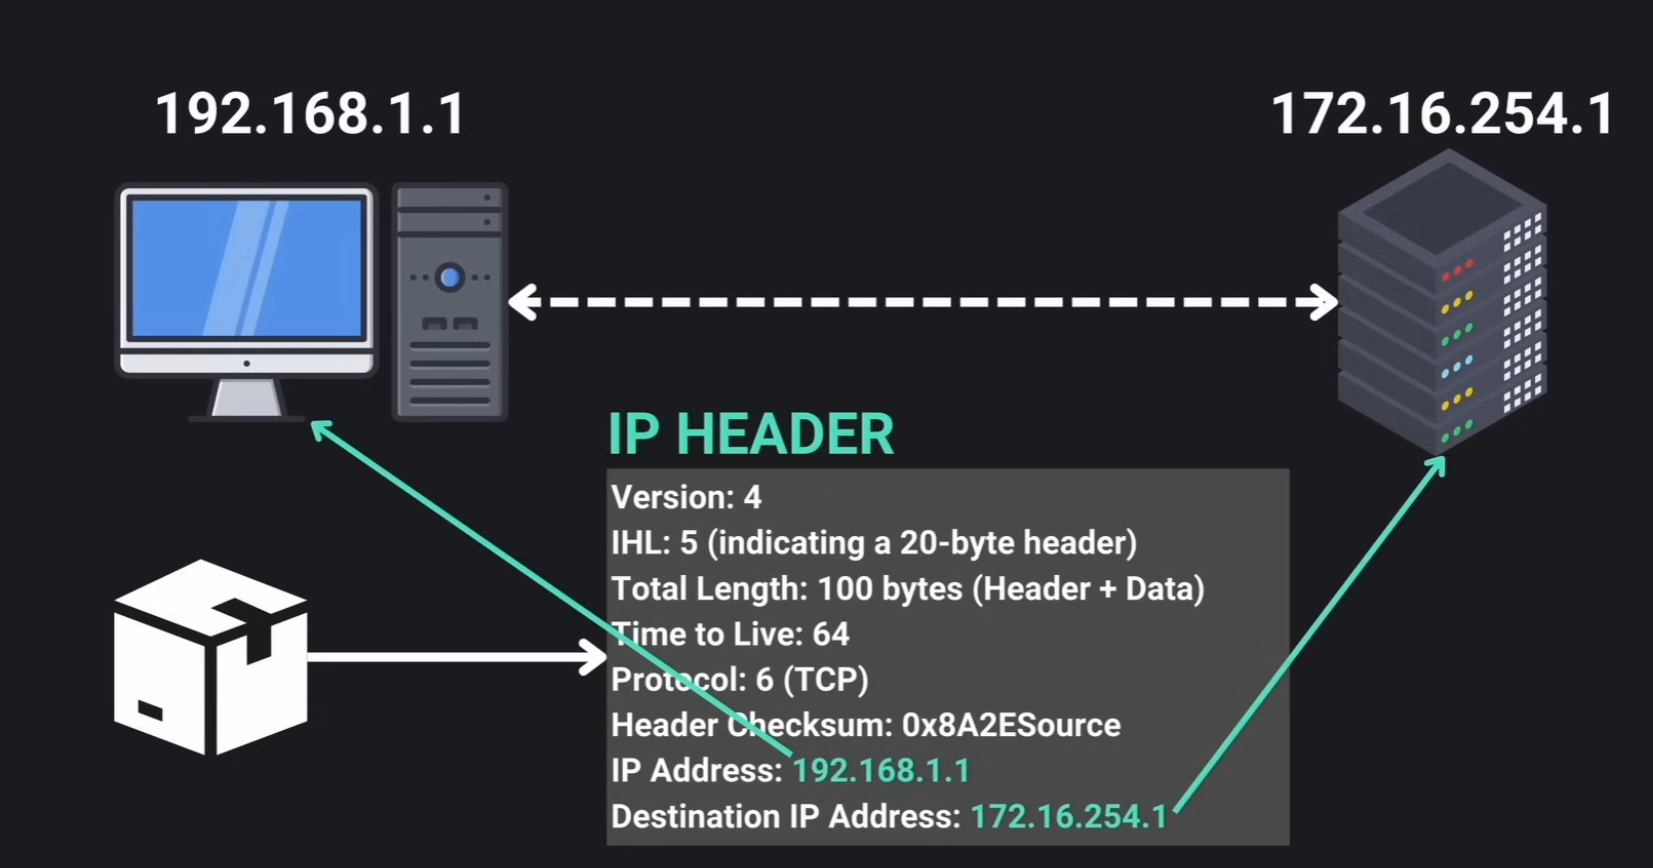 192.168.1.1
172.16.254.1
IP HEADER
Version: 4
IHL: 5 (indicating a 20-byte header)
Total Length: 100 bytes (Header + Data)
Time to Live: 64
Protocol: 6 (TCP)
Header Checksum: 0x8A2ESource
IP Address: 192.168.1.1
Destination IP Address: 172.16.254.1